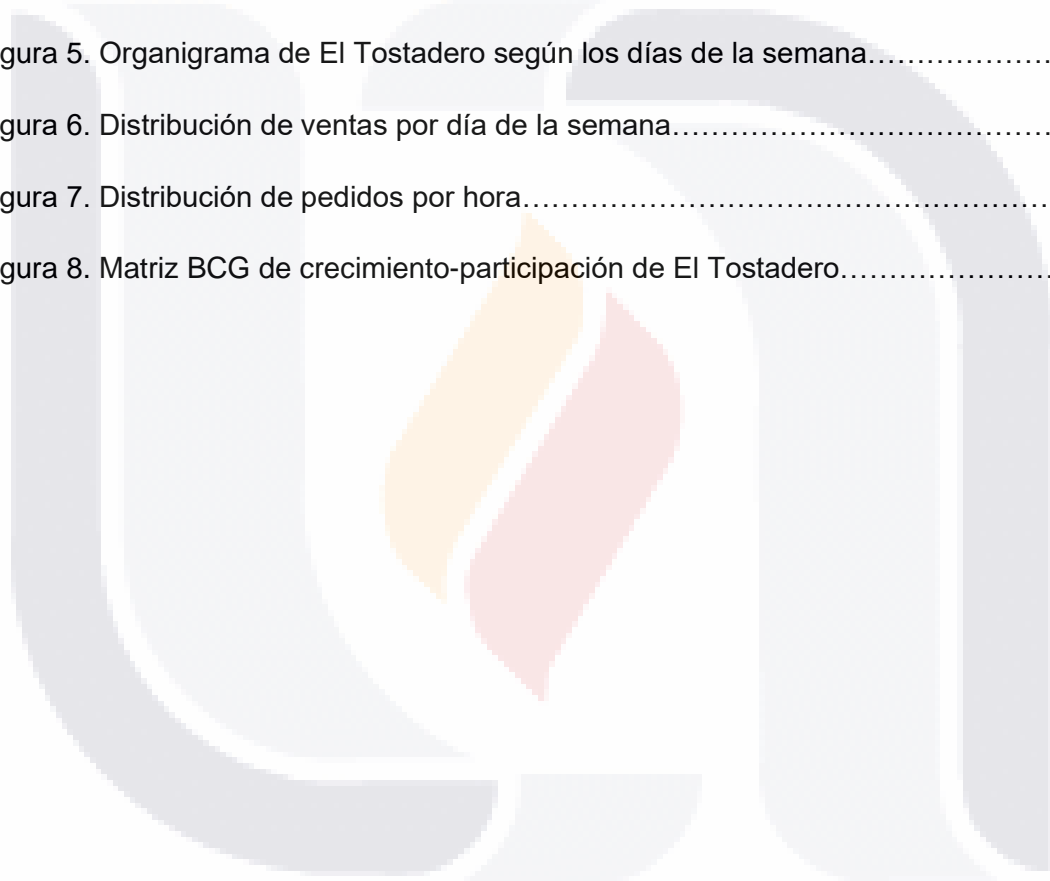 gura 5. Organigrama de El Tostadero según los días de la semana………………..
gura 6. Distribución de ventas por día de la semana…………………………………..
gura 7. Distribución de pedidos por hora………………………………………………….
gura 8. Matriz BCG de crecimiento-participación de El Tostadero…………………..